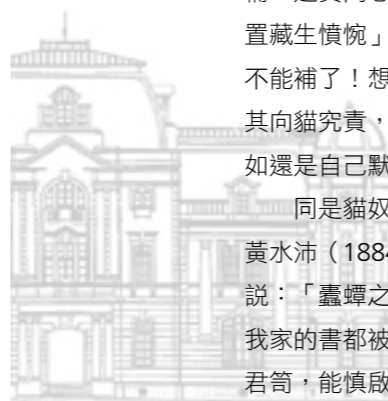 置藏生憤惋」
不能補了！想
其向貓究責，
如還是自己默
同是貓奴
黃水沛（1884
說：「蠹蟫之
我家的書都被
君笥，能慎啟